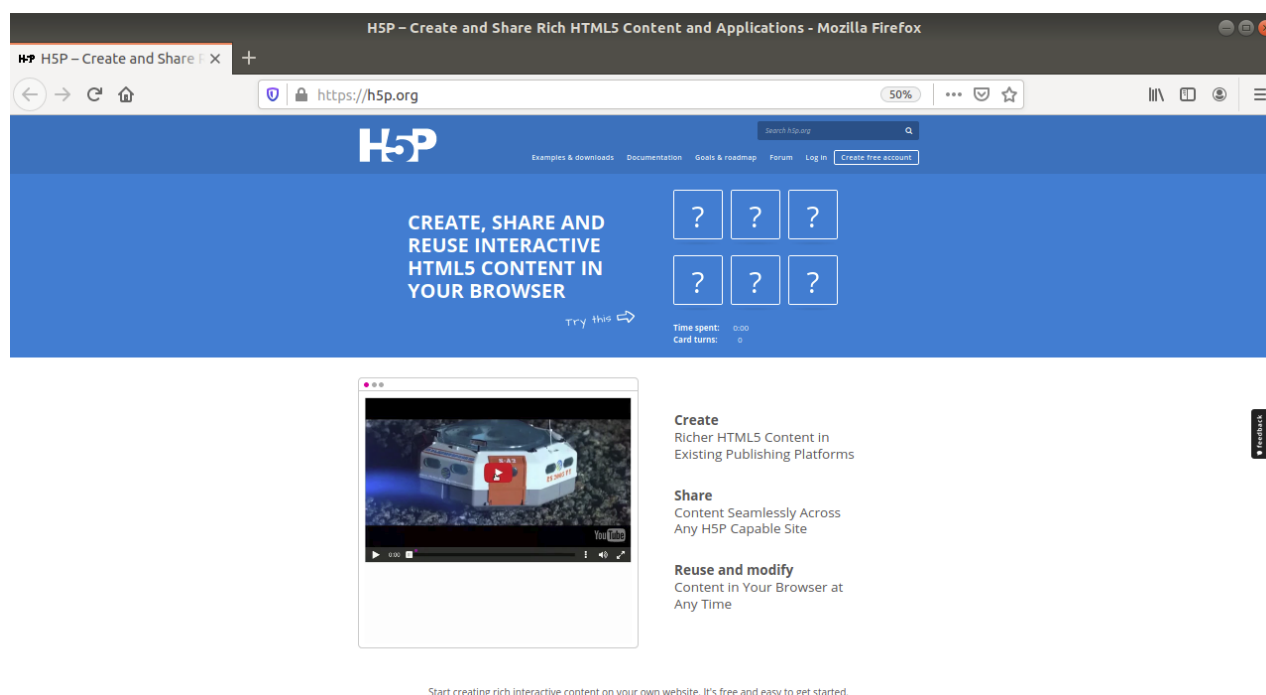 H5P – Create and Share Rich HTML5 Content and Applications - Mozilla Firefox
H5P – Create and Share R
https://h5p.org
50%
H5P
Search h5p.org
Examples & downloads Documentation Goals & roadmap Forum Log in Create free account
CREATE, SHARE AND
REUSE INTERACTIVE
HTML5 CONTENT IN
YOUR BROWSER
Try this
? ? ?
? ? ?
Time spent: 0:00
Card turns: 0
YouTube
0:00
Create
Richer HTML5 Content in
Existing Publishing Platforms
Share
Content Seamlessly Across
Any H5P Capable Site
Reuse and modify
Content in Your Browser at
Any Time
feedback
Start creating rich interactive content on your own website. It's free and easy to get started.